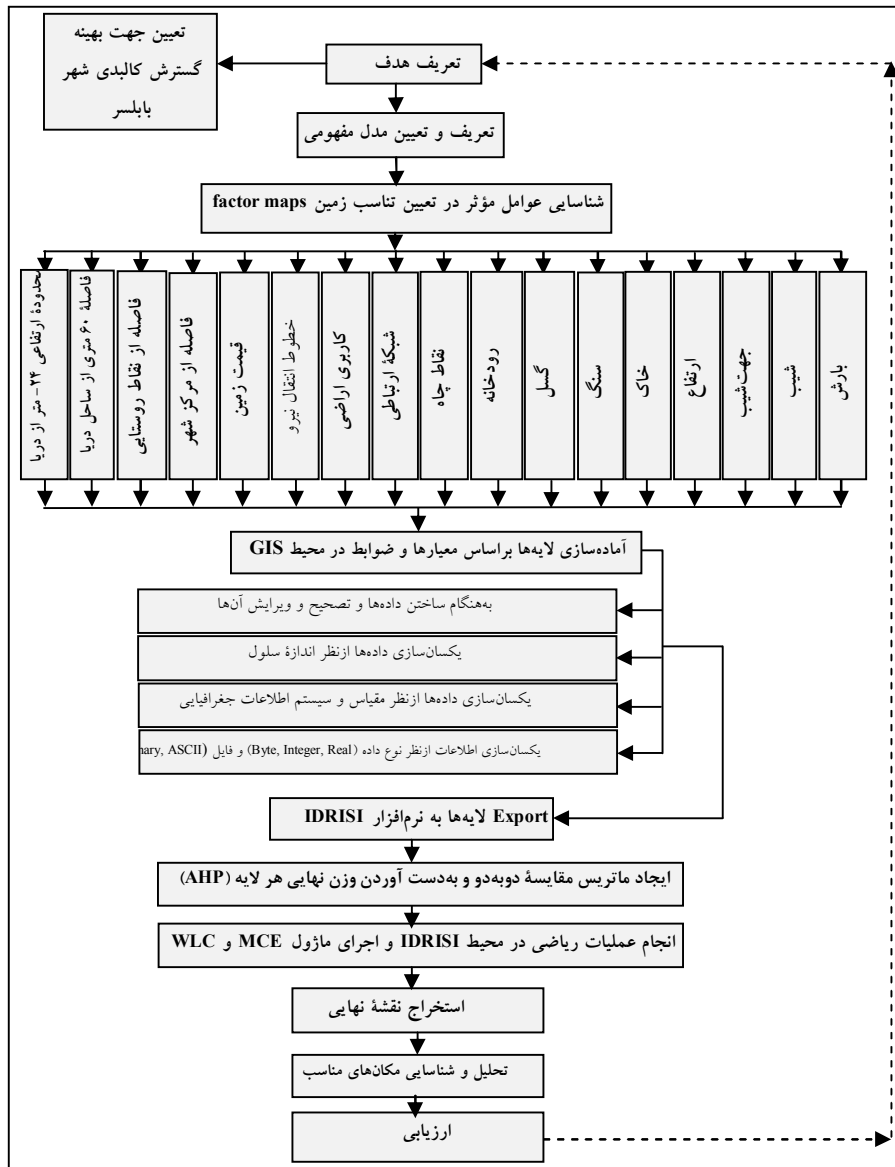 تعیین جهت بهینه
گسترش کالبدی شهر
بابلسر
تعریف هدف
تعریف و تعیین مدل مفهومی
شناسایی عوامل مؤثر در تعیین تناسب زمین factor maps
بارش
شیب
جهت‌شیب
ارتفاع
خاک
سنگ
گسل
رودخانه
نقاط چاه
شبکهٔ ارتباطی
کاربری اراضی
خطوط انتقال نیرو
قیمت زمین
فاصله از مرکز شهر
فاصله از نقاط روستایی
فاصلهٔ ۶۰ متری از ساحل دریا
محدودهٔ ارتفاعی ۲۴- متر از دریا
آماده‌سازی لایه‌ها براساس معیارها و ضوابط در محیط GIS
به‌هنگام ساختن داده‌ها و تصحیح و ویرایش آن‌ها
یکسان‌سازی داده‌ها ازنظر اندازهٔ سلول
یکسان‌سازی داده‌ها ازنظر مقیاس و سیستم اطلاعات جغرافیایی
یکسان‌سازی اطلاعات ازنظر نوع داده (Byte, Integer, Real) و فایل (nary, ASCII
Export لایه‌ها به نرم‌افزار IDRISI
ایجاد ماتریس مقایسهٔ دوبه‌دو و به‌دست آوردن وزن نهایی هر لایه (AHP)
انجام عملیات ریاضی در محیط IDRISI و اجرای ماژول MCE و WLC
استخراج نقشهٔ نهایی
تحلیل و شناسایی مکان‌های مناسب
ارزیابی